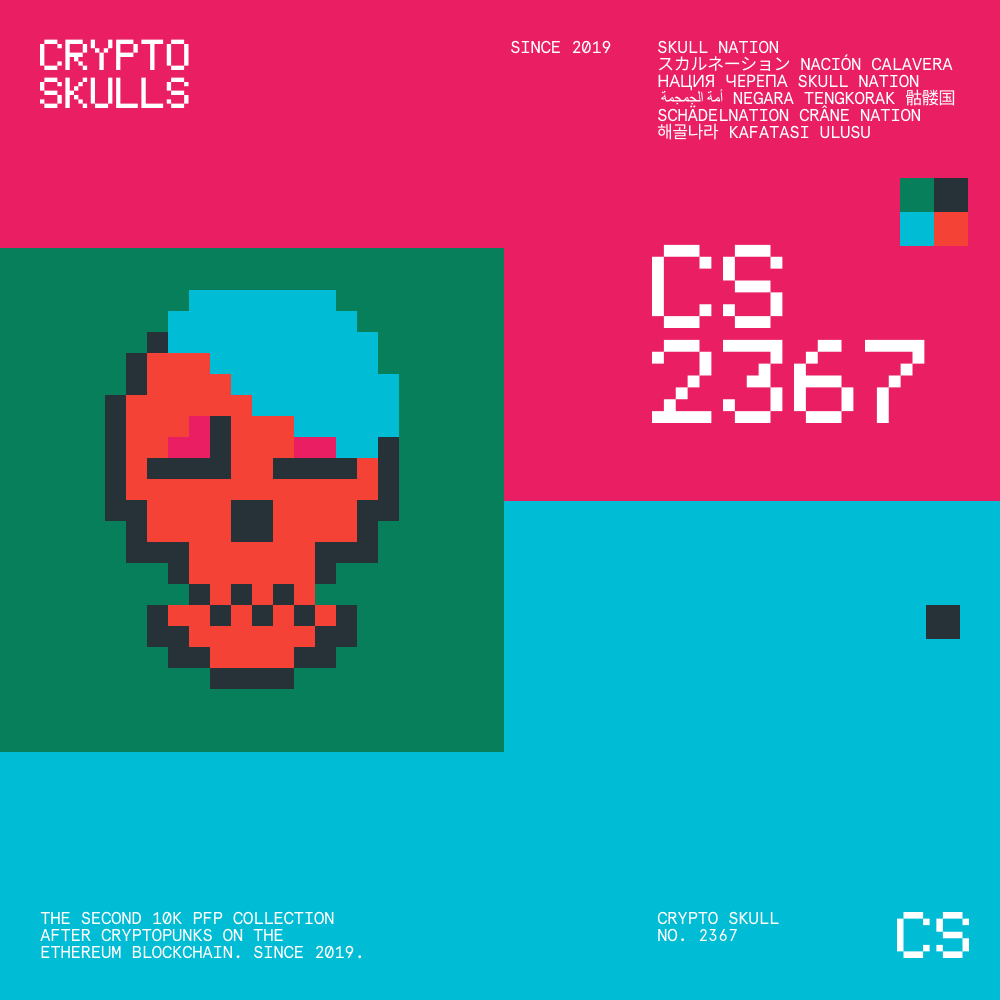 CRYPTO
SKULLS
SINCE 2019
SKULL NATION
スカルネーション NACIÓN CALAVERA
НАЦИЯ ЧЕРЕПА SKULL NATION
أمة الجمجمة NEGARA TENGKORAK 骷髅国
SCHÄDELNATION CRÂNE NATION
해골나라 KAFATASI ULUSU
CS
2367
THE SECOND 10K PFP COLLECTION
AFTER CRYPTOPUNKS ON THE
ETHEREUM BLOCKCHAIN. SINCE 2019.
CRYPTO SKULL
NO. 2367
CS